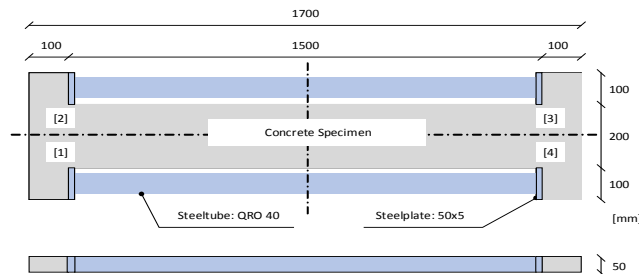 1700
100 1500 100
[2] [3] 100
Concrete Specimen 200
[1] [4]
100
Steeltube: QRO 40 Steelplate: 50x5 [mm]
50